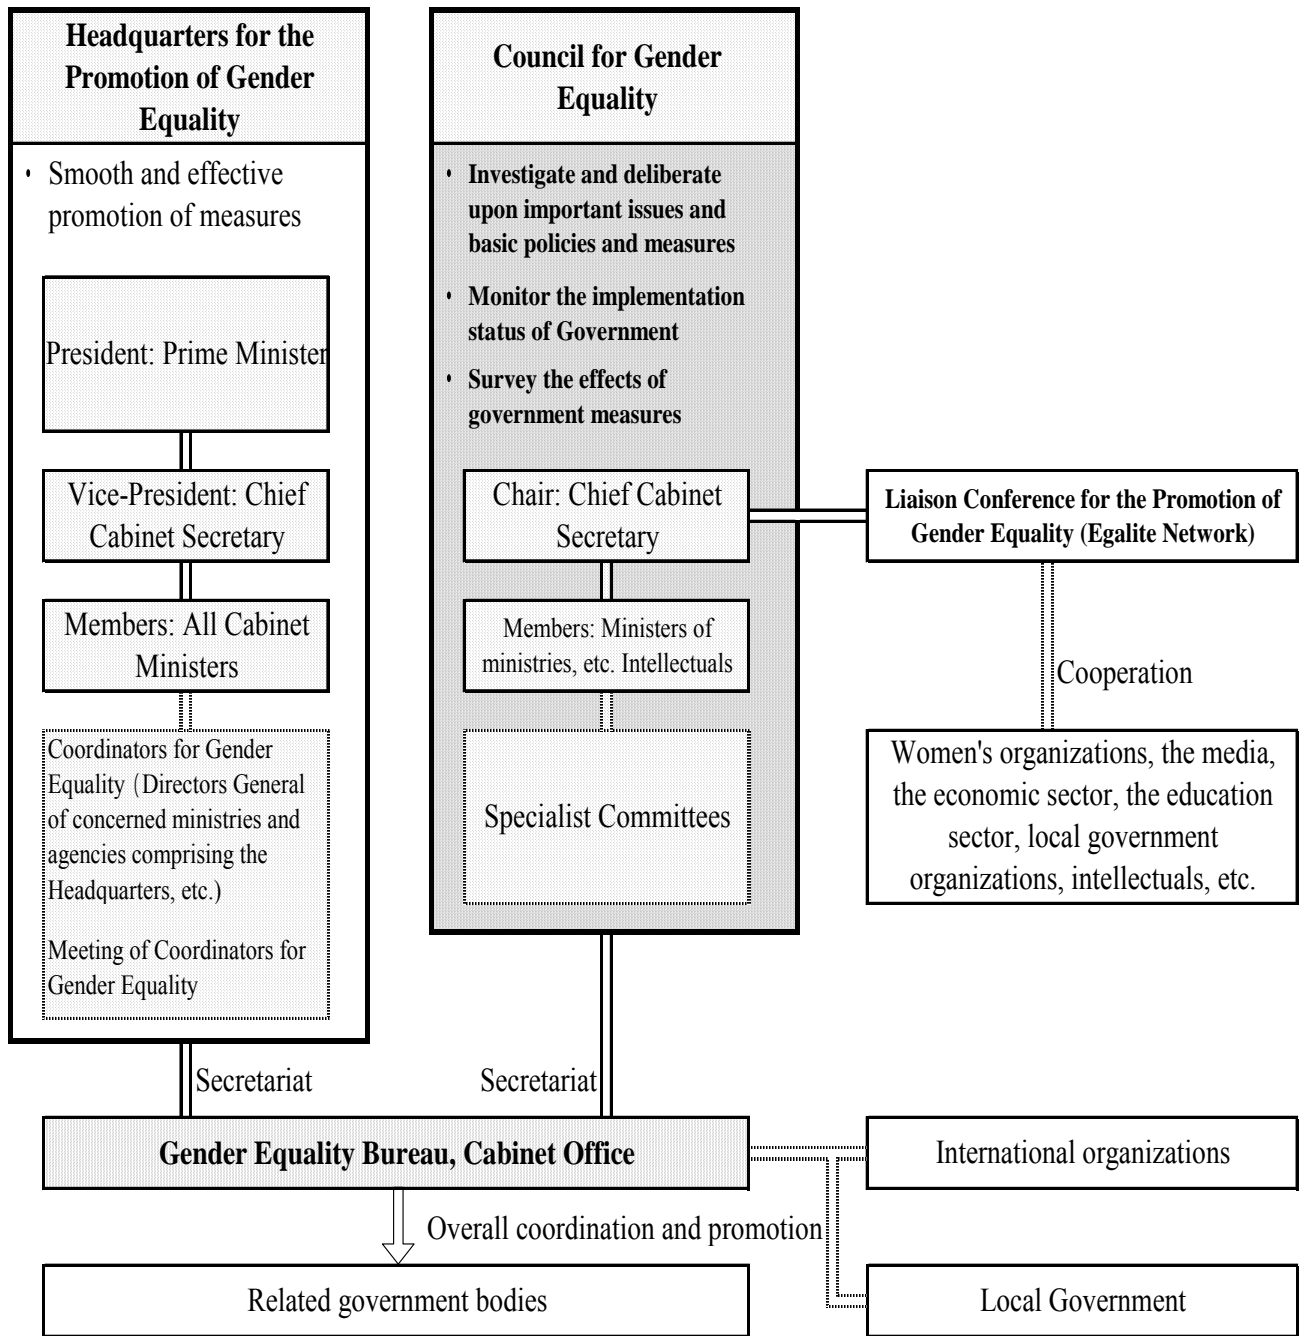 Headquarters for the
Promotion of Gender
Equality
• Smooth and effective
promotion of measures
President: Prime Minister
Vice-President: Chief
Cabinet Secretary
Members: All Cabinet
Ministers
Coordinators for Gender
Equality (Directors General
of concerned ministries and
agencies comprising the
Headquarters, etc.)
Meeting of Coordinators for
Gender Equality
Council for Gender
Equality
• Investigate and deliberate
upon important issues and
basic policies and measures
• Monitor the implementation
status of Government
• Survey the effects of
government measures
Chair: Chief Cabinet
Secretary
Members: Ministers of
ministries, etc. Intellectuals
Specialist Committees
Liaison Conference for the Promotion of
Gender Equality (Egalite Network)
Cooperation
Women's organizations, the media,
the economic sector, the education
sector, local government
organizations, intellectuals, etc.
Secretariat
Secretariat
Gender Equality Bureau, Cabinet Office
International organizations
Overall coordination and promotion
Related government bodies
Local Government